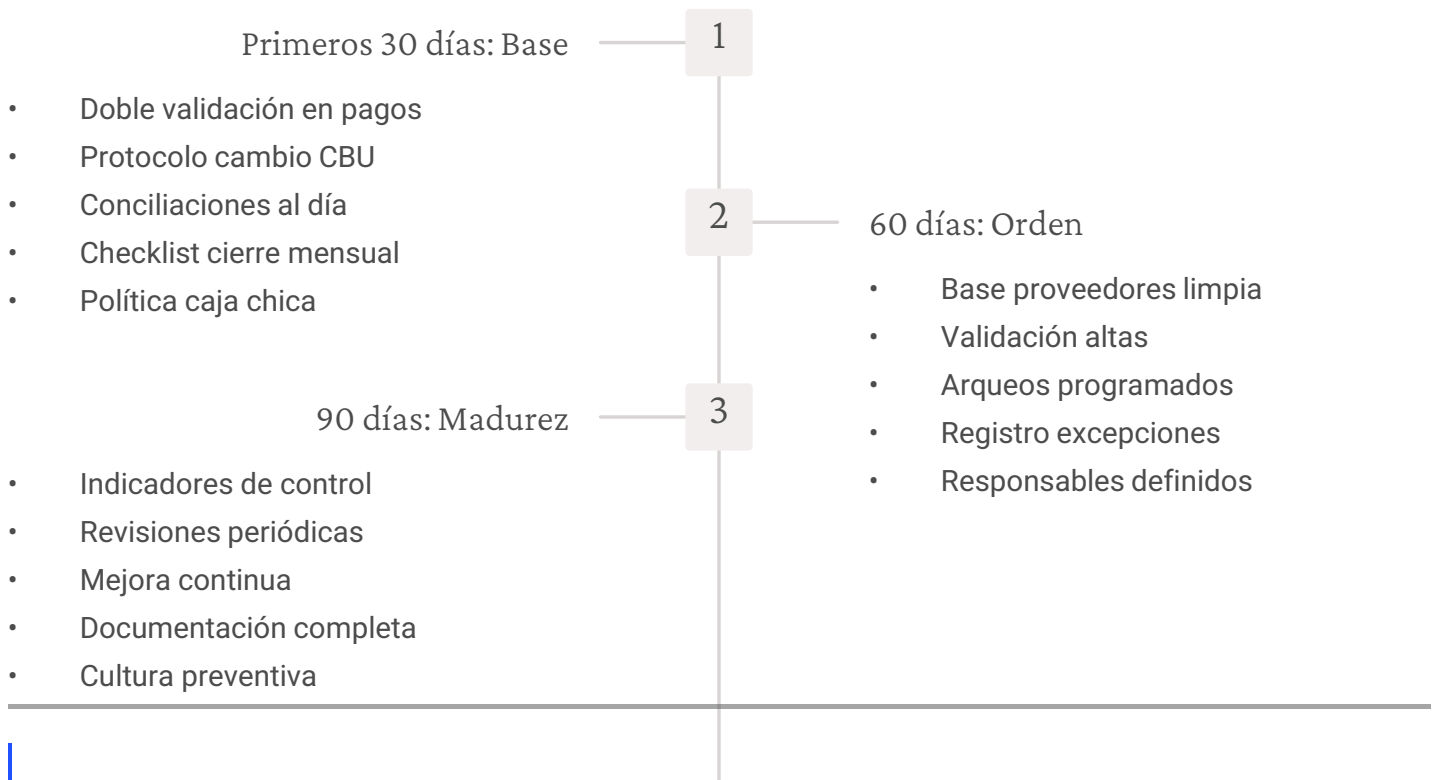 1
Primeros 30 días: Base
• Doble validación en pagos
• Protocolo cambio CBU
• Conciliaciones al día
• Checklist cierre mensual
• Política caja chica
2
60 días: Orden
• Base proveedores limpia
• Validación altas
• Arqueos programados
• Registro excepciones
• Responsables definidos
3
90 días: Madurez
• Indicadores de control
• Revisiones periódicas
• Mejora continua
• Documentación completa
• Cultura preventiva